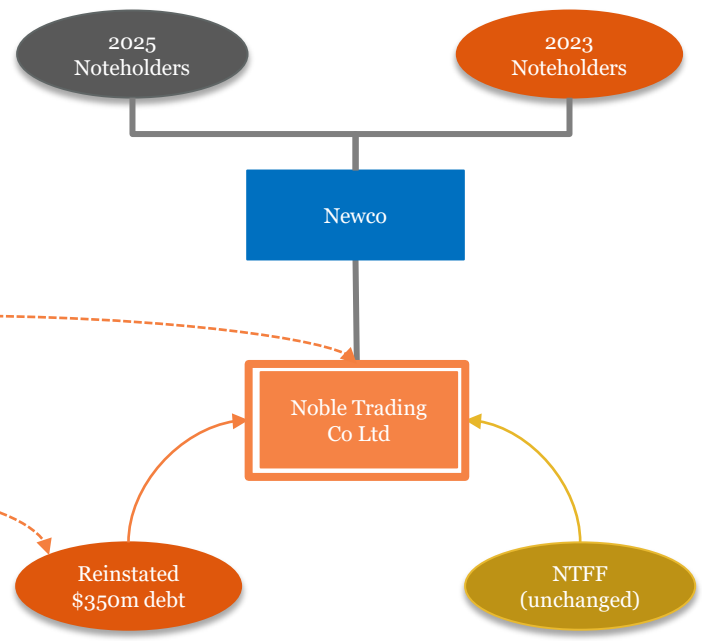 2025
Noteholders
2023
Noteholders
Newco
Noble Trading
Co Ltd
Reinstated
$350m debt
NTFF
(unchanged)